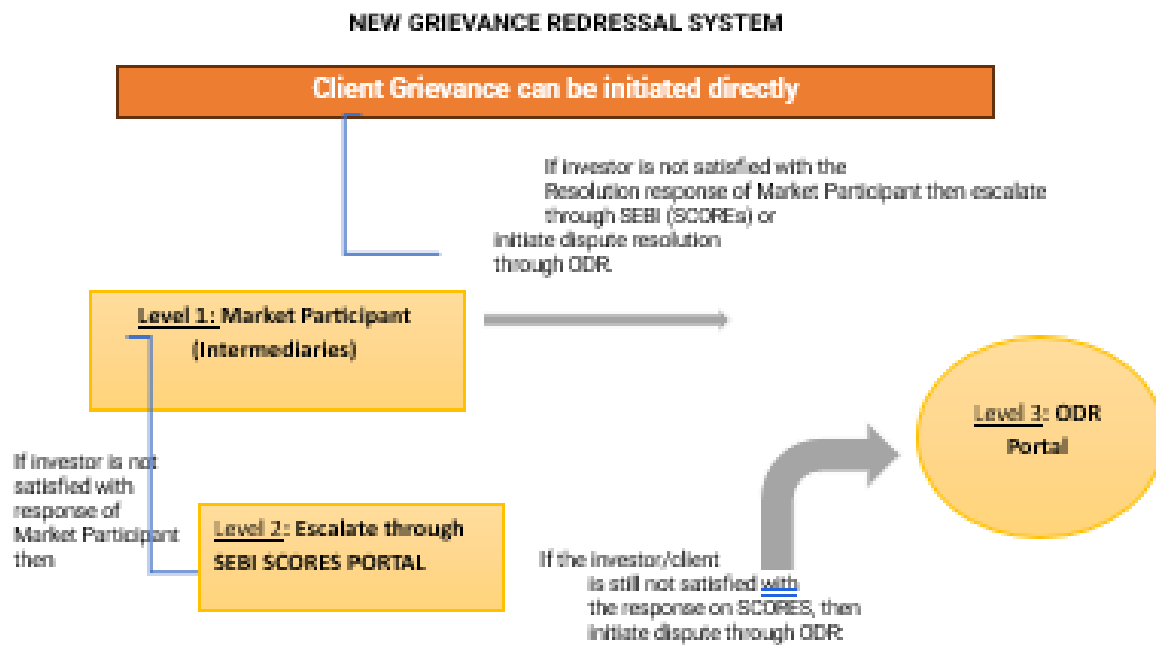 NEW GRIEVANCE REDRESSAL SYSTEM
Client Grievance can be initiated directly
If investor is not satisfied with the
Resolution response of Market Participant then escalate
through SEBI (SCOREs) or
initiate dispute resolution
through ODR.
Level 1: Market Participant
(Intermediaries)
Level 3: ODR
Portal
If investor is not
satisfied with
response of
Market Participant
then
Level 2: Escalate through
SEBI SCORES PORTAL
If the investor/client
is still not satisfied with
the response on SCORES, then
initiate dispute through ODR: